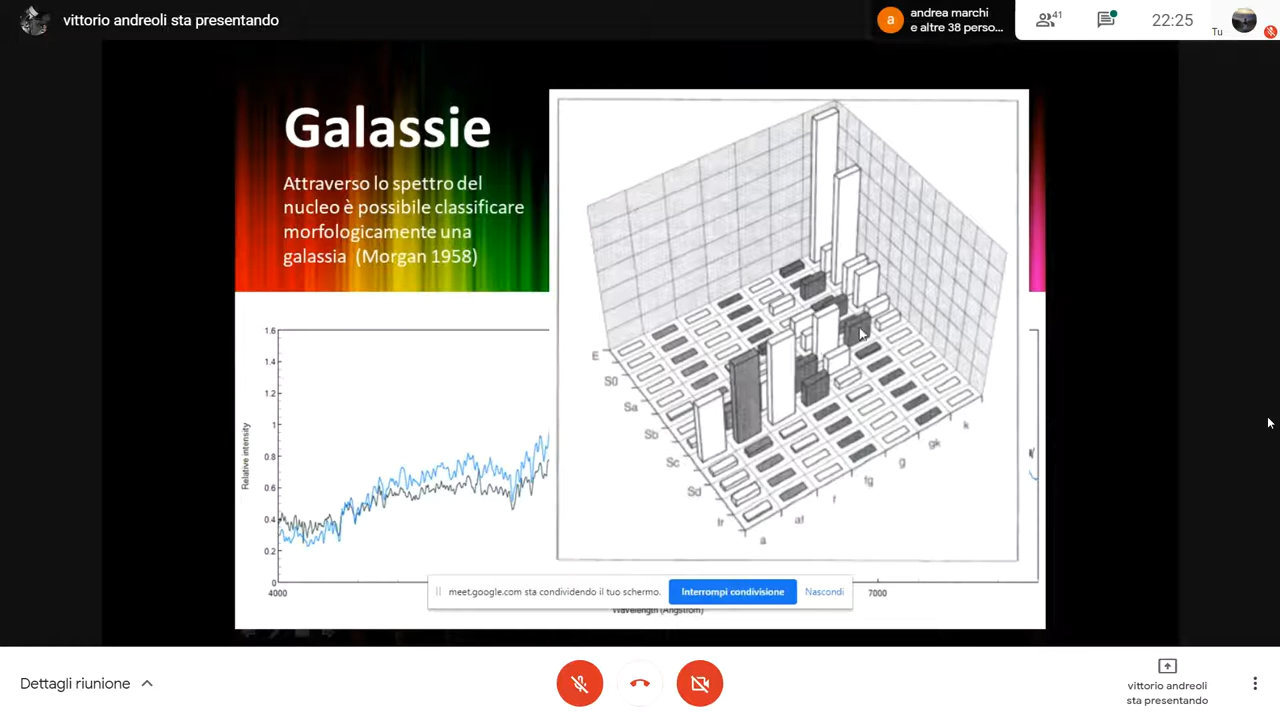 vittorio andreoli sta presentando
a
andrea marchi
e altre 38 perso...
41
22:25
Tu
Galassie
Attraverso lo spettro del
nucleo è possibile classificare
morfologicamente una
galassia (Morgan 1958)
E
S0
Sa
Sb
Sc
Sd
Ir
a
af
f
fg
g
gk
k
1.6
1.4
1.2
1
0.8
0.6
0.4
0.2
0
Relative intensity
4000
7000
Wavelength (Angstrom)
meet.google.com sta condividendo il tuo schermo.
Interrompi condivisione
Nascondi
Dettagli riunione
vittorio andreoli
sta presentando